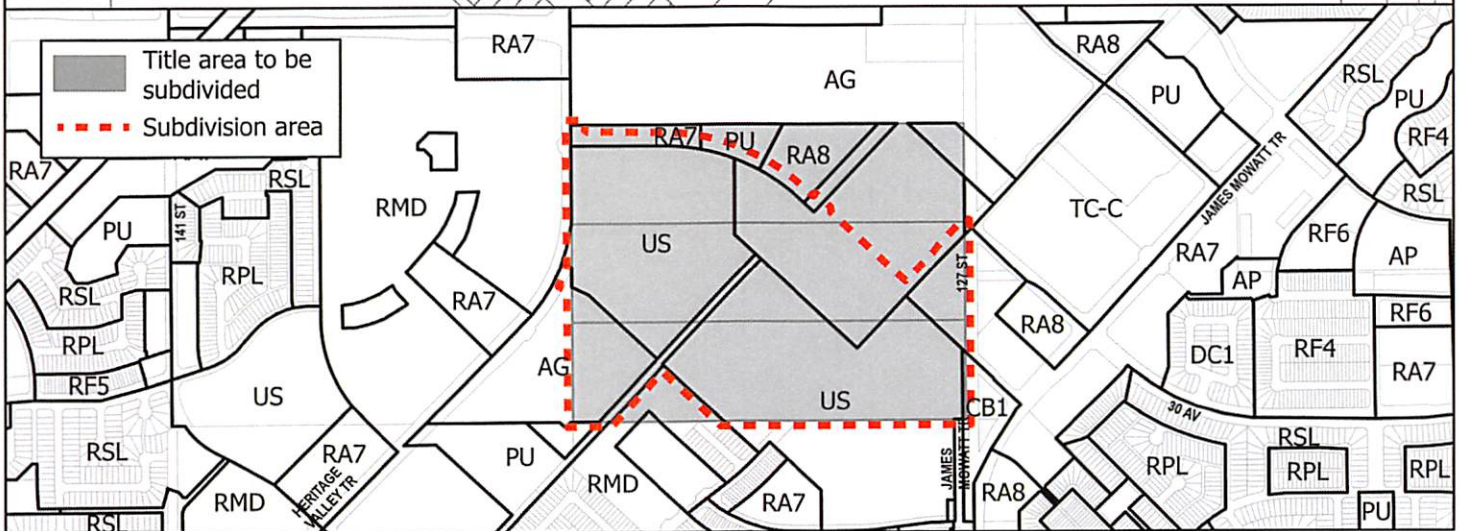 Title area to be
subdivided
Subdivision area
RA7
RA8
AG
PU
RSL
PU
RF4
RSL
RA7
PU
RA8
RA7
RSL
141 ST
RMD
PU
RPL
TC-C
JAMES MOWATT TR
RF6
US
RA7
AP
RSL
AP
127 ST
RA7
RF6
RA8
RPL
DC1
RF4
RF5
AG
RA7
US
US
CB1
30 AV
RSL
RSL
RA7
PU
RPL
RPL
RPL
HERITAGE
VALLEY TR
RMD
RMD
RA7
JAMES
MOWATT TR
RA8
PU
RSL